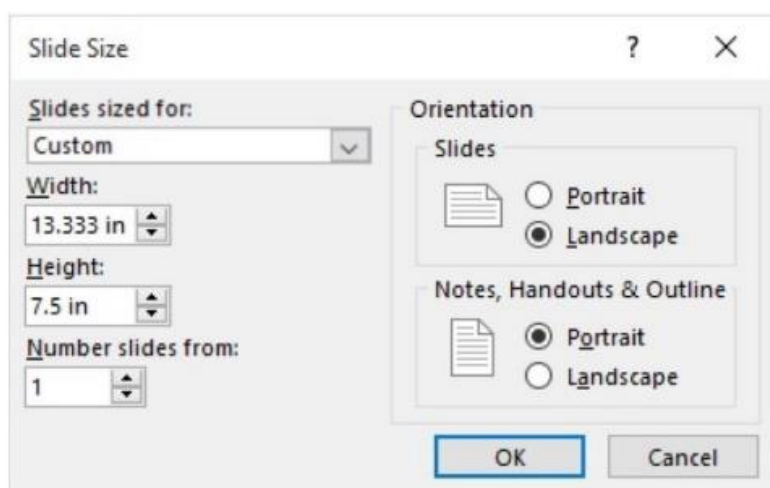 Slide Size
?
Slides sized for:
Custom
Width:
13.333 in
Height:
7.5 in
Number slides from:
1
Orientation
Slides
Portrait
Landscape
Notes, Handouts & Outline
Portrait
Landscape
OK
Cancel